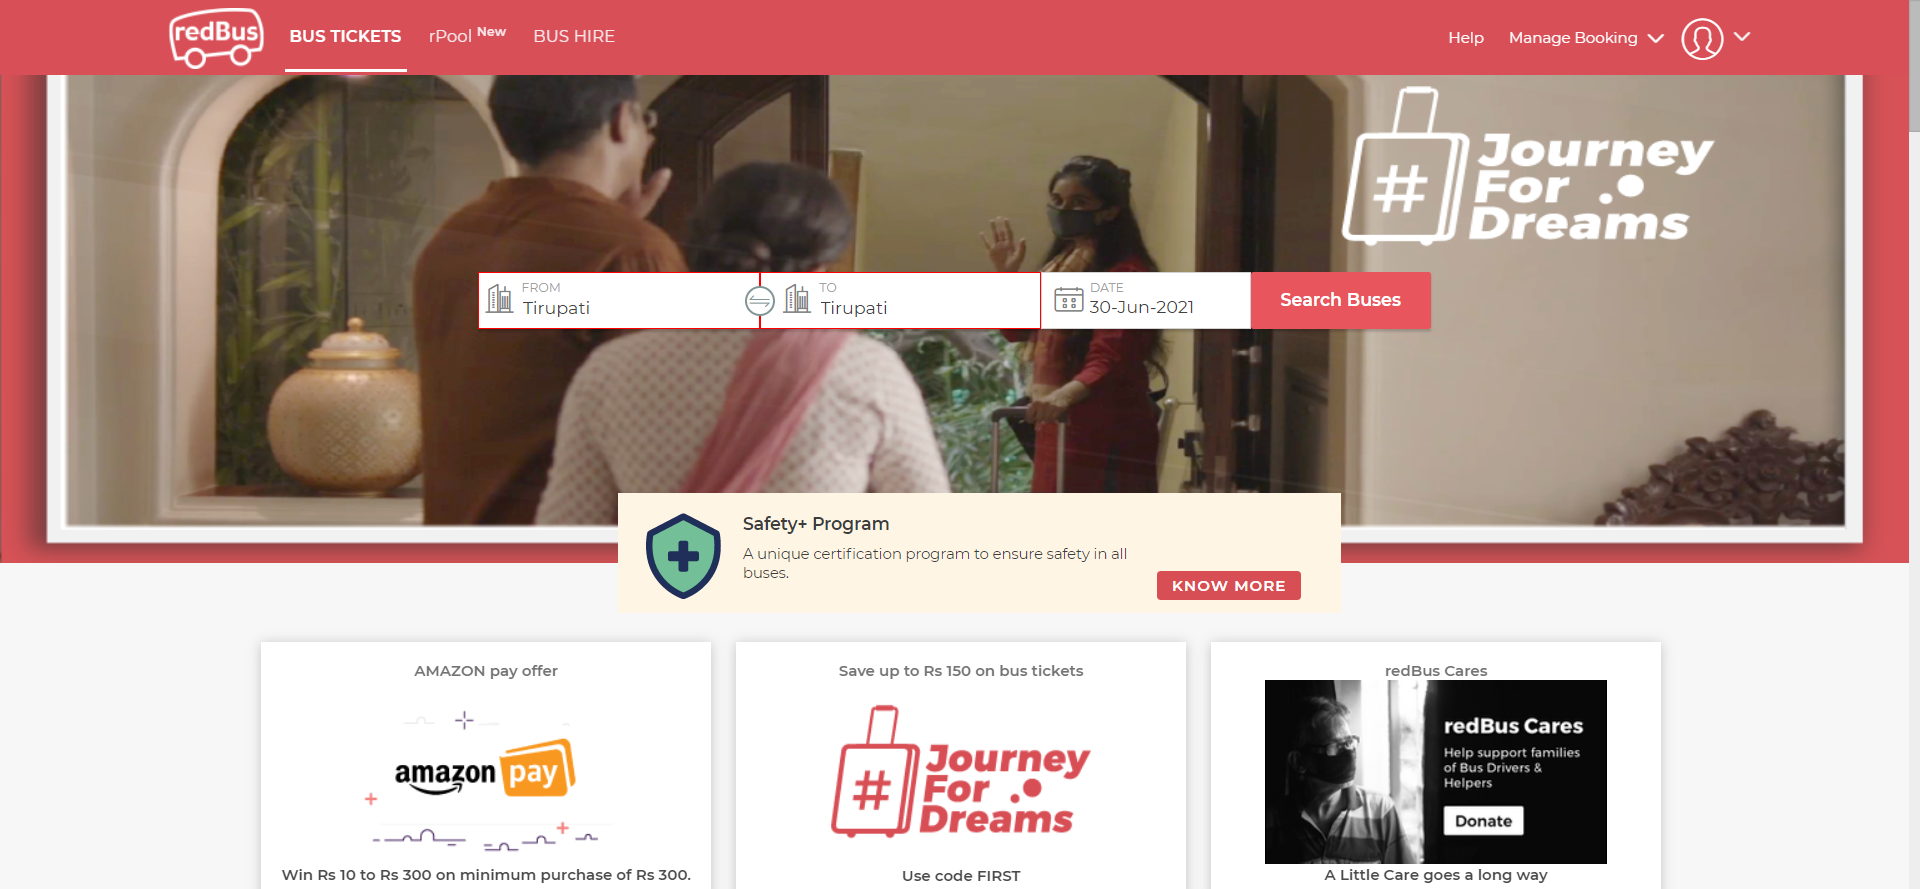 redBus
BUS TICKETS
rPool New
BUS HIRE
Help
Manage Booking
#
Journey
For
Dreams
FROM
Tirupati
TO
Tirupati
DATE
30-Jun-2021
Search Buses
Safety+ Program
A unique certification program to ensure safety in all
buses.
KNOW MORE
AMAZON pay offer
amazon pay
Win Rs 10 to Rs 300 on minimum purchase of Rs 300.
Save up to Rs 150 on bus tickets
#
Journey
For
Dreams
Use code FIRST
redBus Cares
redBus Cares
Help support families
of Bus Drivers &
Helpers
Donate
A Little Care goes a long way